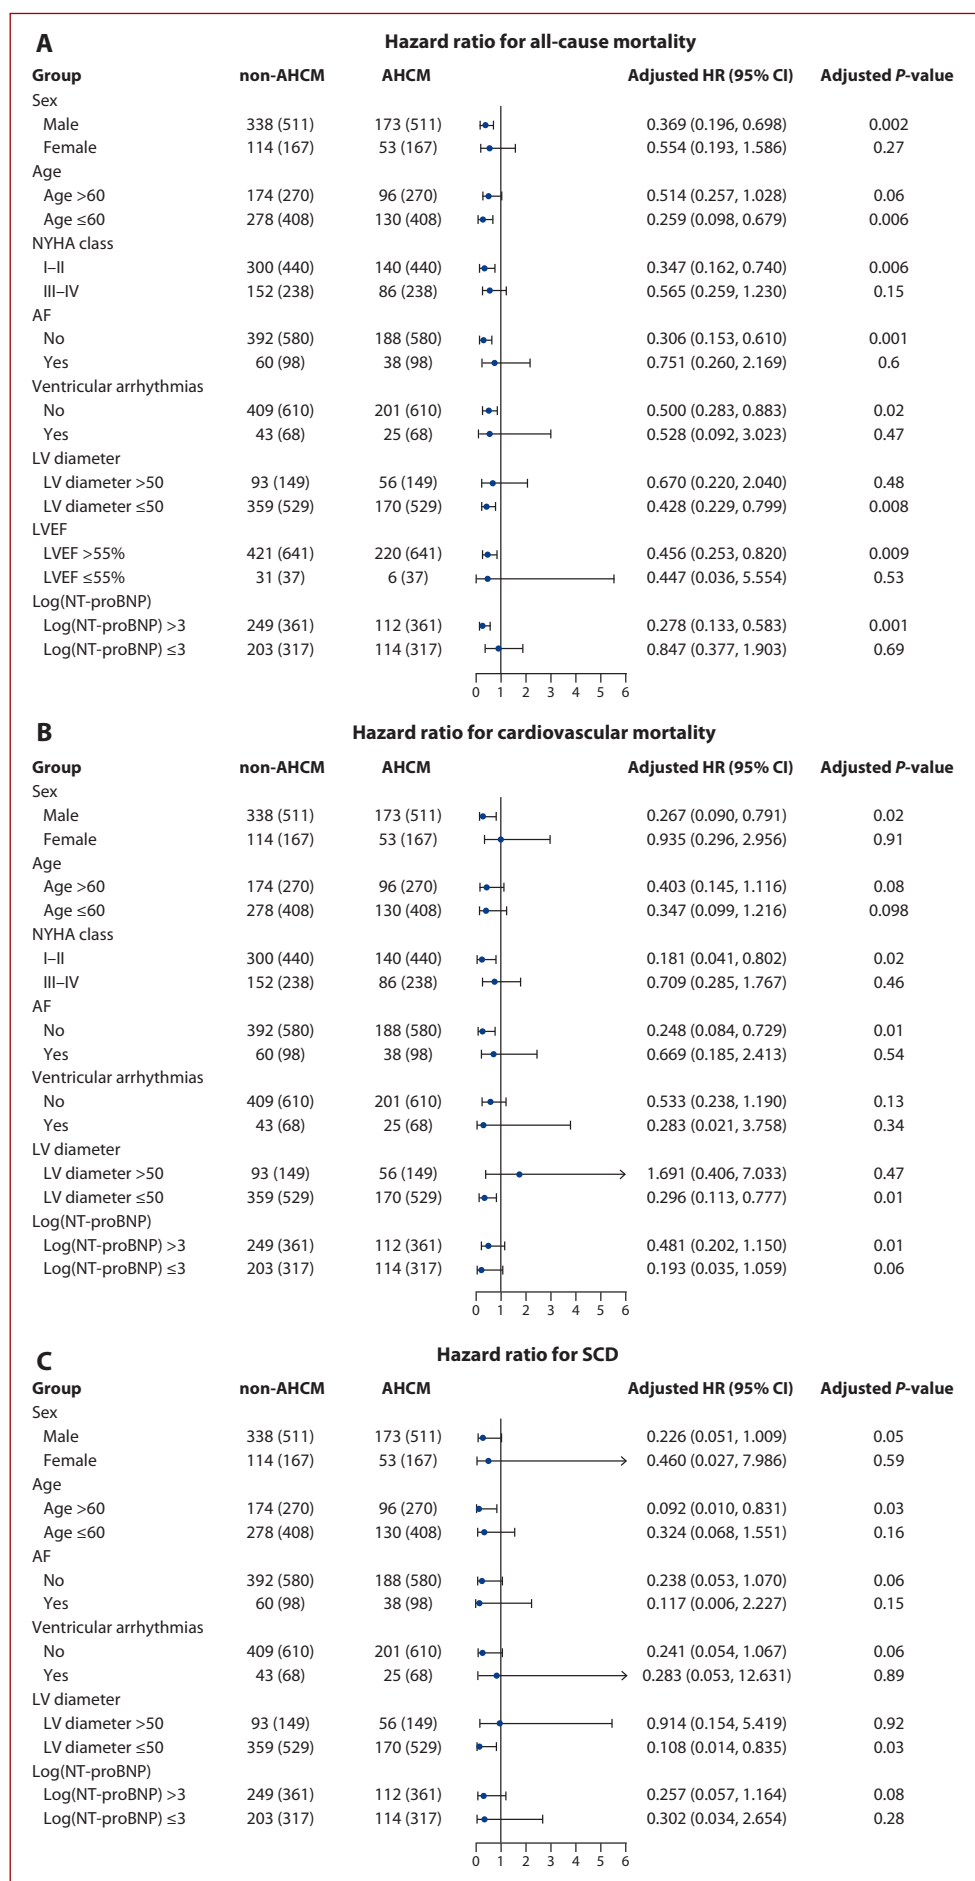 A
Hazard ratio for all-cause mortality
Group non-AHCM AHCM Adjusted HR (95% CI) Adjusted P-value
Sex
Male 338 (511) 173 (511) 0.369 (0.196, 0.698) 0.002
Female 114 (167) 53 (167) 0.554 (0.193, 1.586) 0.27
Age
Age >60 174 (270) 96 (270) 0.514 (0.257, 1.028) 0.06
Age ≤60 278 (408) 130 (408) 0.259 (0.098, 0.679) 0.006
NYHA class
I–II 300 (440) 140 (440) 0.347 (0.162, 0.740) 0.006
III–IV 152 (238) 86 (238) 0.565 (0.259, 1.230) 0.15
AF
No 392 (580) 188 (580) 0.306 (0.153, 0.610) 0.001
Yes 60 (98) 38 (98) 0.751 (0.260, 2.169) 0.6
Ventricular arrhythmias
No 409 (610) 201 (610) 0.500 (0.283, 0.883) 0.02
Yes 43 (68) 25 (68) 0.528 (0.092, 3.023) 0.47
LV diameter
LV diameter >50 93 (149) 56 (149) 0.670 (0.220, 2.040) 0.48
LV diameter ≤50 359 (529) 170 (529) 0.428 (0.229, 0.799) 0.008
LVEF
LVEF >55% 421 (641) 220 (641) 0.456 (0.253, 0.820) 0.009
LVEF ≤55% 31 (37) 6 (37) 0.447 (0.036, 5.554) 0.53
Log(NT-proBNP)
Log(NT-proBNP) >3 249 (361) 112 (361) 0.278 (0.133, 0.583) 0.001
Log(NT-proBNP) ≤3 203 (317) 114 (317) 0.847 (0.377, 1.903) 0.69
0 1 2 3 4 5 6
B
Hazard ratio for cardiovascular mortality
Group non-AHCM AHCM Adjusted HR (95% CI) Adjusted P-value
Sex
Male 338 (511) 173 (511) 0.267 (0.090, 0.791) 0.02
Female 114 (167) 53 (167) 0.935 (0.296, 2.956) 0.91
Age
Age >60 174 (270) 96 (270) 0.403 (0.145, 1.116) 0.08
Age ≤60 278 (408) 130 (408) 0.347 (0.099, 1.216) 0.098
NYHA class
I–II 300 (440) 140 (440) 0.181 (0.041, 0.802) 0.02
III–IV 152 (238) 86 (238) 0.709 (0.285, 1.767) 0.46
AF
No 392 (580) 188 (580) 0.248 (0.084, 0.729) 0.01
Yes 60 (98) 38 (98) 0.669 (0.185, 2.413) 0.54
Ventricular arrhythmias
No 409 (610) 201 (610) 0.533 (0.238, 1.190) 0.13
Yes 43 (68) 25 (68) 0.283 (0.021, 3.758) 0.34
LV diameter
LV diameter >50 93 (149) 56 (149) 1.691 (0.406, 7.033) 0.47
LV diameter ≤50 359 (529) 170 (529) 0.296 (0.113, 0.777) 0.01
Log(NT-proBNP)
Log(NT-proBNP) >3 249 (361) 112 (361) 0.481 (0.202, 1.150) 0.01
Log(NT-proBNP) ≤3 203 (317) 114 (317) 0.193 (0.035, 1.059) 0.06
0 1 2 3 4 5 6
C
Hazard ratio for SCD
Group non-AHCM AHCM Adjusted HR (95% CI) Adjusted P-value
Sex
Male 338 (511) 173 (511) 0.226 (0.051, 1.009) 0.05
Female 114 (167) 53 (167) 0.460 (0.027, 7.986) 0.59
Age
Age >60 174 (270) 96 (270) 0.092 (0.010, 0.831) 0.03
Age ≤60 278 (408) 130 (408) 0.324 (0.068, 1.551) 0.16
AF
No 392 (580) 188 (580) 0.238 (0.053, 1.070) 0.06
Yes 60 (98) 38 (98) 0.117 (0.006, 2.227) 0.15
Ventricular arrhythmias
No 409 (610) 201 (610) 0.241 (0.054, 1.067) 0.06
Yes 43 (68) 25 (68) 0.283 (0.053, 12.631) 0.89
LV diameter
LV diameter >50 93 (149) 56 (149) 0.914 (0.154, 5.419) 0.92
LV diameter ≤50 359 (529) 170 (529) 0.108 (0.014, 0.835) 0.03
Log(NT-proBNP)
Log(NT-proBNP) >3 249 (361) 112 (361) 0.257 (0.057, 1.164) 0.08
Log(NT-proBNP) ≤3 203 (317) 114 (317) 0.302 (0.034, 2.654) 0.28
0 1 2 3 4 5 6